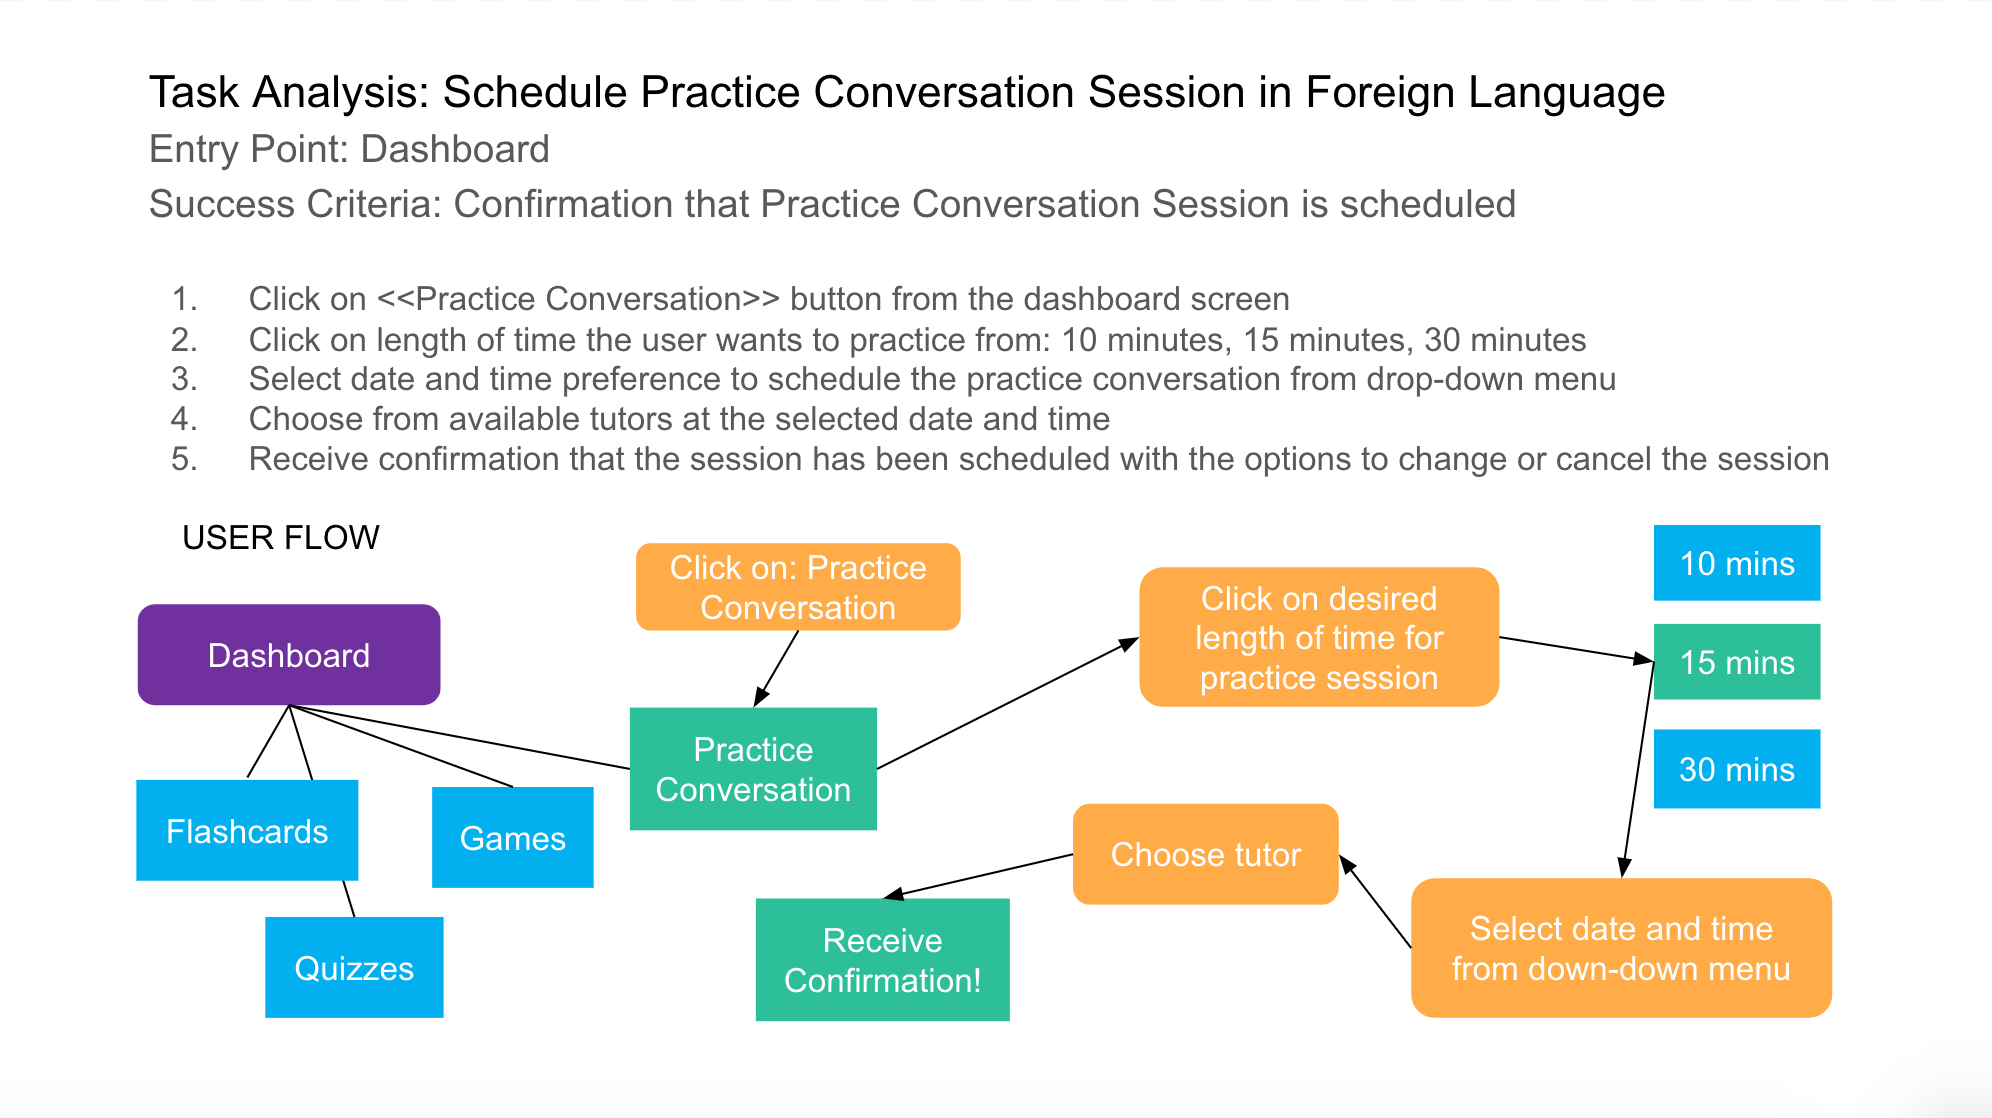 Task Analysis: Schedule Practice Conversation Session in Foreign Language
Entry Point: Dashboard
Success Criteria: Confirmation that Practice Conversation Session is scheduled
1. Click on <<Practice Conversation>> button from the dashboard screen
2. Click on length of time the user wants to practice from: 10 minutes, 15 minutes, 30 minutes
3. Select date and time preference to schedule the practice conversation from drop-down menu
4. Choose from available tutors at the selected date and time
5. Receive confirmation that the session has been scheduled with the options to change or cancel the session
USER FLOW
Dashboard
Flashcards
Quizzes
Games
Click on: Practice
Conversation
Practice
Conversation
Click on desired
length of time for
practice session
10 mins
15 mins
30 mins
Select date and time
from down-down menu
Choose tutor
Receive
Confirmation!